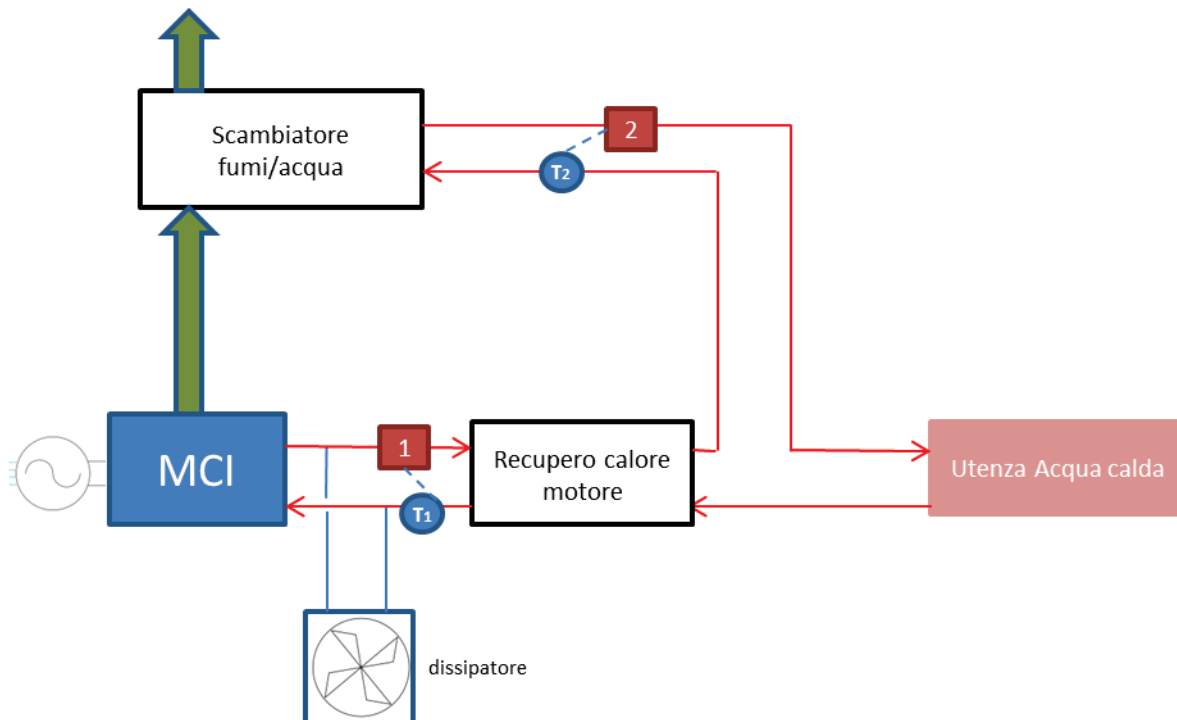 Scambiatore
fumi/acqua
2
T2
MCI
1
T1
Recupero calore
motore
Utenza Acqua calda
dissipatore